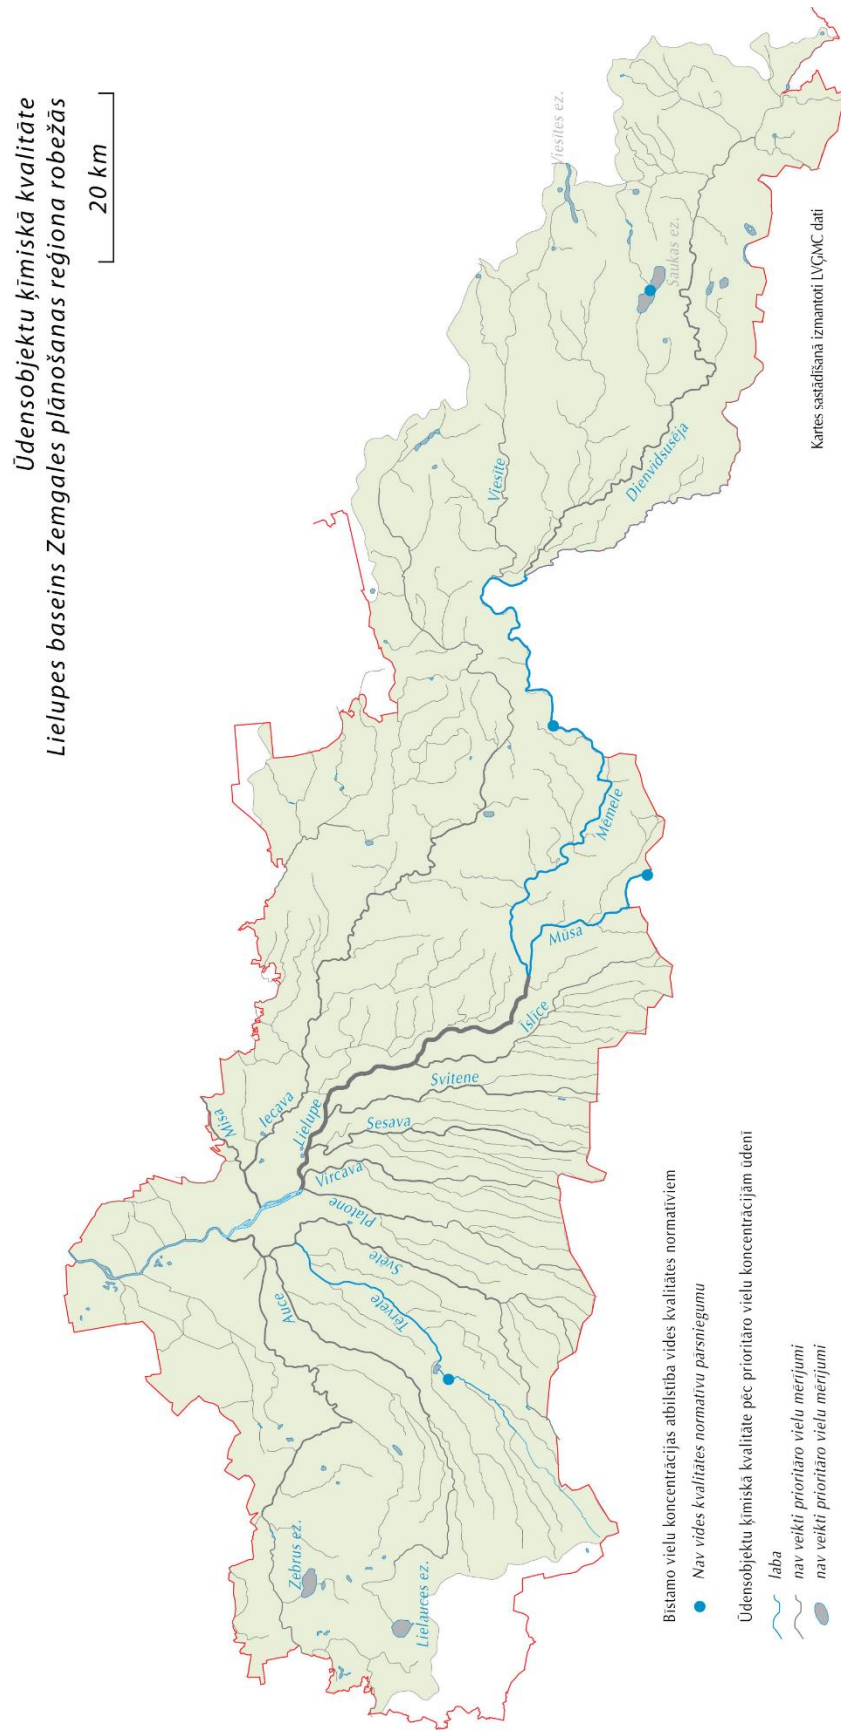 Ūdensobjektu ķīmiskā kvalitāte
Lielupes baseins Zemgales plānošanas reģiona robežās
20 km
Viesītes ez.
Saukas ez.
Viesīte
Dienvidsusēja
Mēmele
Mūsa
Īslīce
Svitene
Sesava
Misa
Iecava
Lielupe
Vircava
Platone
Svēte
Auce
Tērvete
Zebrus ez.
Lielauces ez.
Bīstamo vielu koncentrācijas atbilstība vides kvalitātes normatīviem
Nav vides kvalitātes normatīvu pārsniegumu
Ūdensobjektu ķīmiskā kvalitāte pēc prioritāro vielu koncentrācijām ūdenī
laba
nav veikti prioritāro vielu mērījumi
nav veikti prioritāro vielu mērījumi
Kartes sastādīšanā izmantoti LVĢMC dati